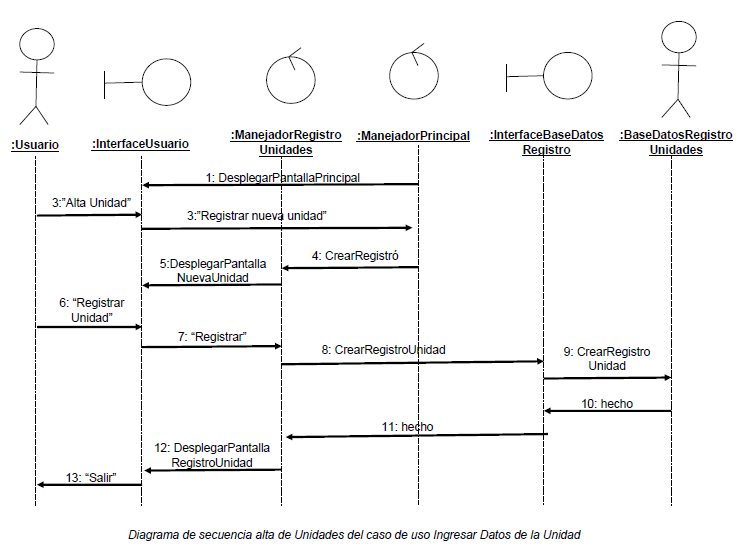 :Usuario
:InterfaceUsuario
:ManejadorRegistro
Unidades
:ManejadorPrincipal
:InterfaceBaseDatos
Registro
:BaseDatosRegistro
Unidades
1: DesplegarPantallaPrincipal
3:"Alta Unidad"
3:"Registrar nueva unidad"
4: CrearRegistró
5:DesplegarPantalla
NuevaUnidad
6: “Registrar
Unidad”
7: “Registrar”
8: CrearRegistroUnidad
9: CrearRegistro
Unidad
10: hecho
11: hecho
12: DesplegarPantalla
RegistroUnidad
13: “Salir”
Diagrama de secuencia alta de Unidades del caso de uso Ingresar Datos de la Unidad